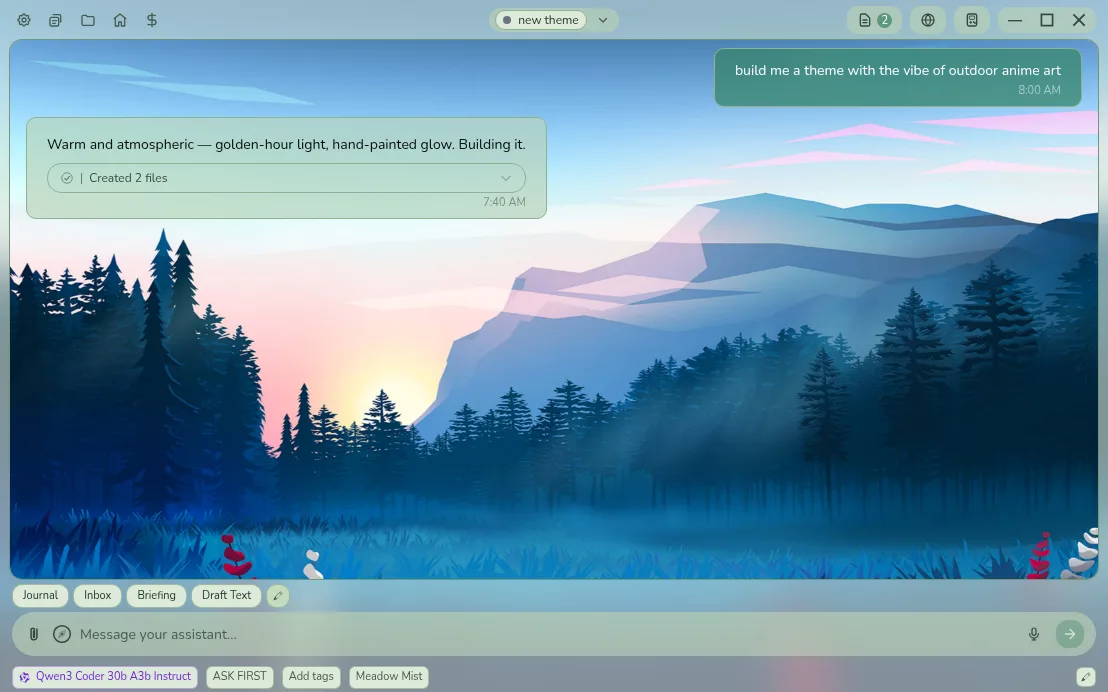 new theme
2
build me a theme with the vibe of outdoor anime art
8:00 AM
Warm and atmospheric — golden-hour light, hand-painted glow. Building it.
| Created 2 files
7:40 AM
Journal
Inbox
Briefing
Draft Text
Message your assistant...
Qwen3 Coder 30b A3b Instruct
ASK FIRST
Add tags
Meadow Mist